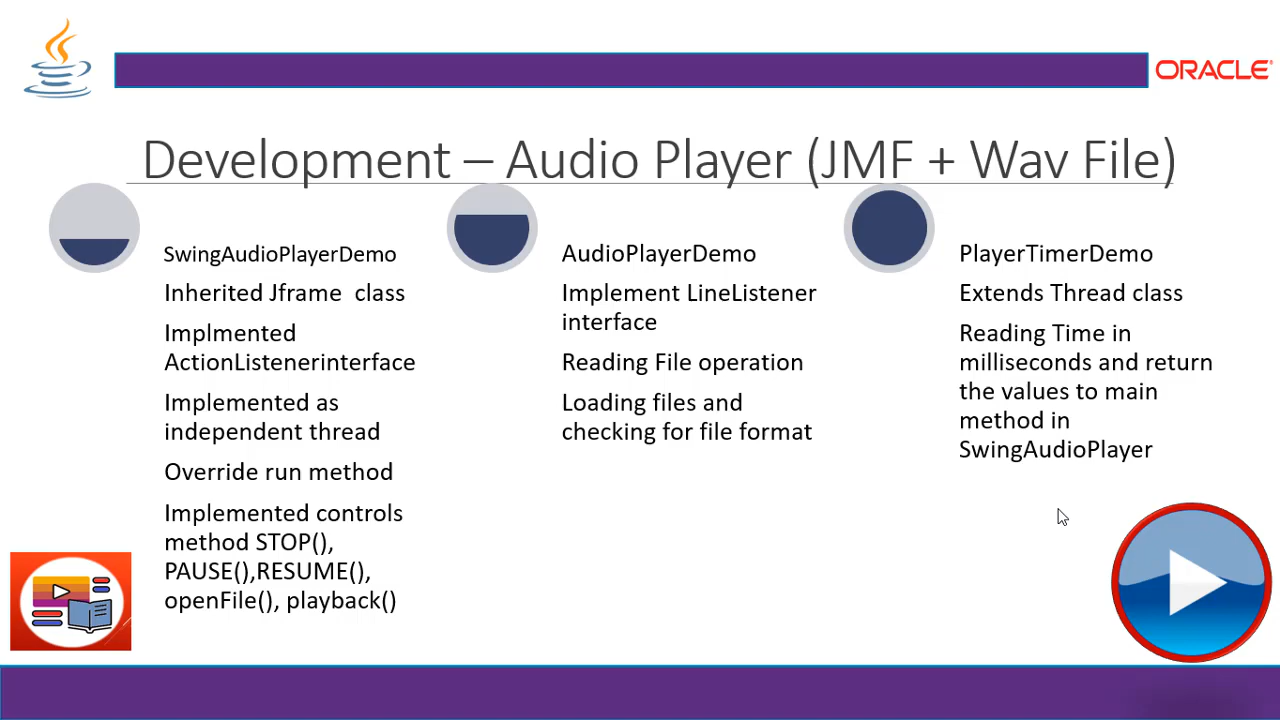 ORACLE
Development – Audio Player (JMF + Wav File)
SwingAudioPlayerDemo
Inherited Jframe class
Implmented
ActionListenerinterface
Implemented as
independent thread
Override run method
Implemented controls
method STOP(),
PAUSE(),RESUME(),
openFile(), playback()
AudioPlayerDemo
Implement LineListener
interface
Reading File operation
Loading files and
checking for file format
PlayerTimerDemo
Extends Thread class
Reading Time in
milliseconds and return
the values to main
method in
SwingAudioPlayer